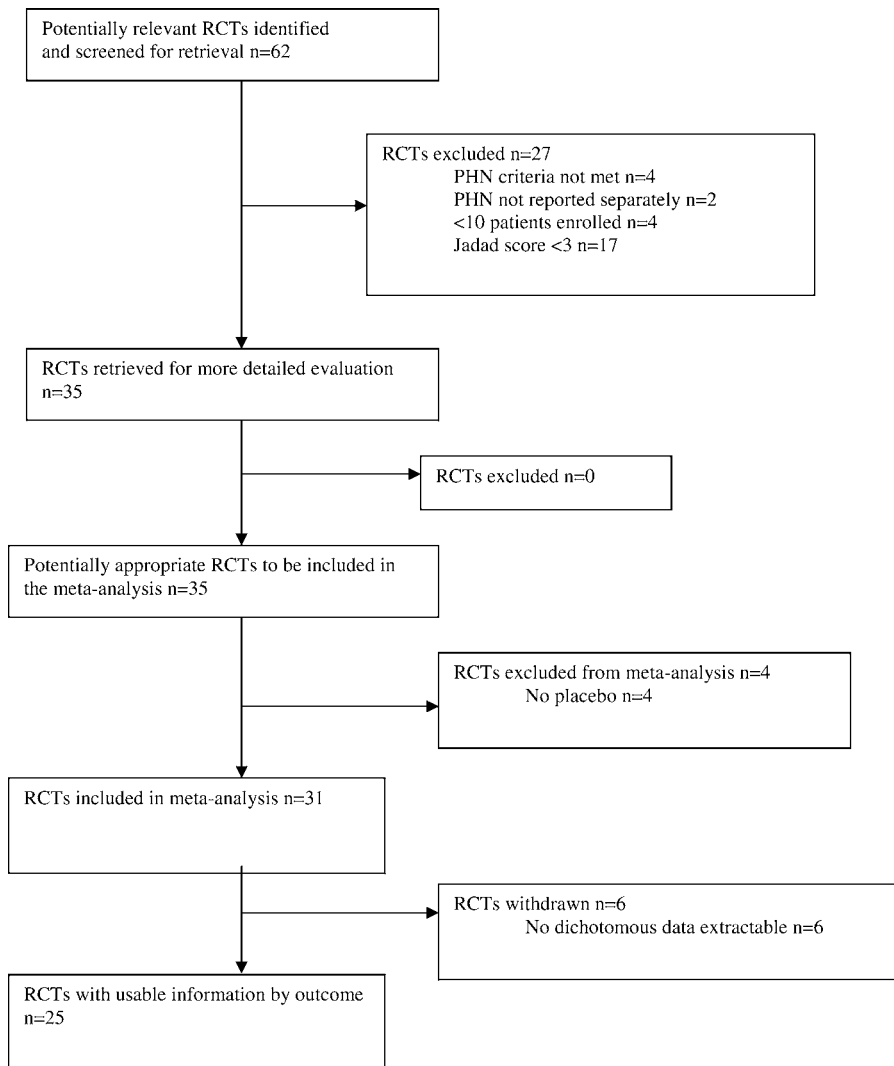 Potentially relevant RCTs identified
and screened for retrieval n=62
RCTs excluded n=27
PHN criteria not met n=4
PHN not reported separately n=2
<10 patients enrolled n=4
Jadad score <3 n=17
RCTs retrieved for more detailed evaluation
n=35
RCTs excluded n=0
Potentially appropriate RCTs to be included in
the meta-analysis n=35
RCTs excluded from meta-analysis n=4
No placebo n=4
RCTs included in meta-analysis n=31
RCTs withdrawn n=6
No dichotomous data extractable n=6
RCTs with usable information by outcome
n=25